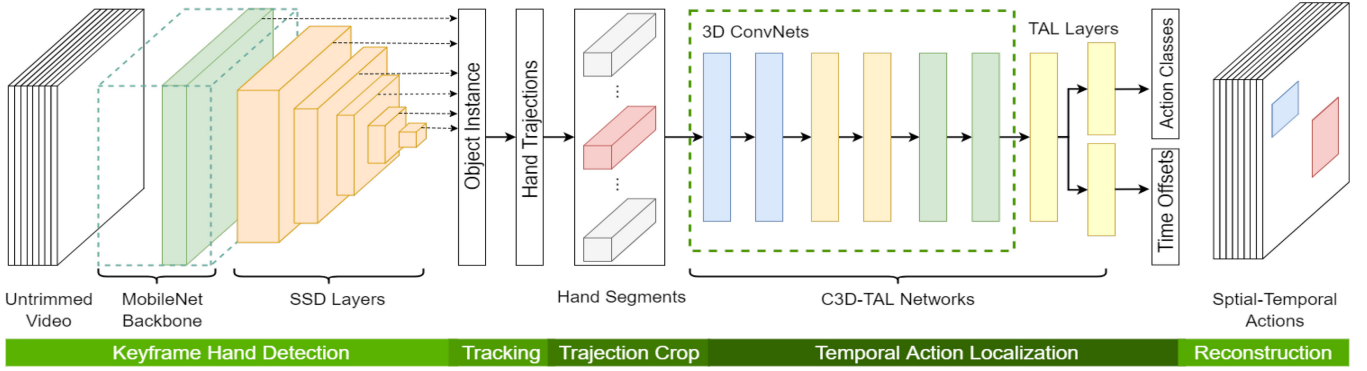 3D ConvNets
TAL Layers
Object Instance
Hand Trajections
Action Classes
Time Offsets
Untrimmed
Video
MobileNet
Backbone
SSD Layers
Hand Segments
C3D-TAL Networks
Sptial-Temporal
Actions
Keyframe Hand Detection
Tracking
Trajection Crop
Temporal Action Localization
Reconstruction